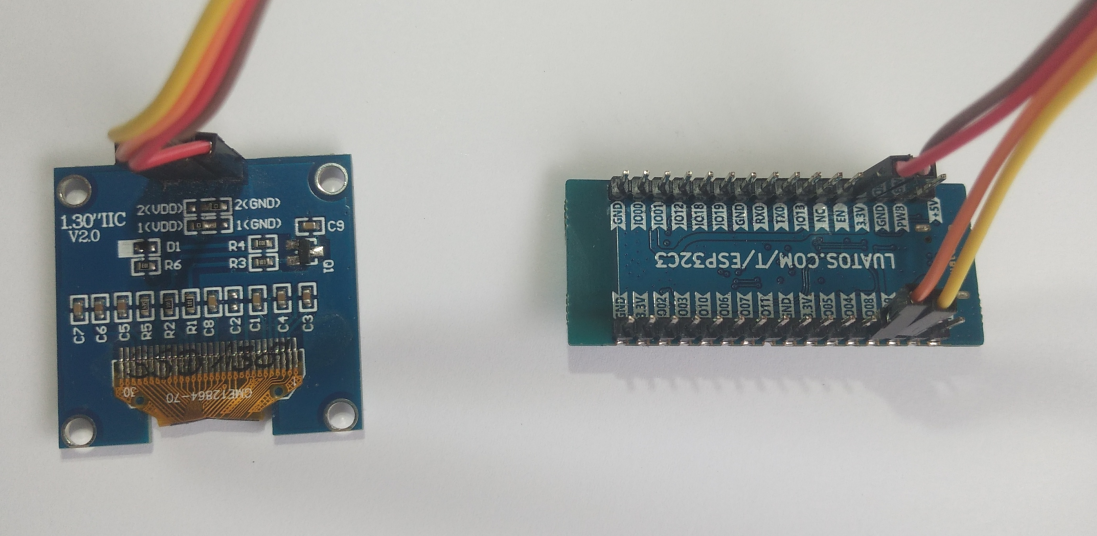 2(VDD) 2(GND)
1(VDD) 1(GND)
1.30"IIC
V2.0
C9
D1
R4
R6
R3
Q1
C7
C6
C5
R5
R2
R1
C8
C2
C1
C4
C3
30
GME12864-70
GND
IO00
IO01
IO12
IO18
IO19
GND
RX0
TX0
IO13
NC
EN
3.3V
GND
PWB
+5V
LUATOS.COM/T/ESP32C3
GND
3.3V
IO02
IO03
IO10
IO06
IO07
IO11
GND
3.3V
IO05
IO04
IO08